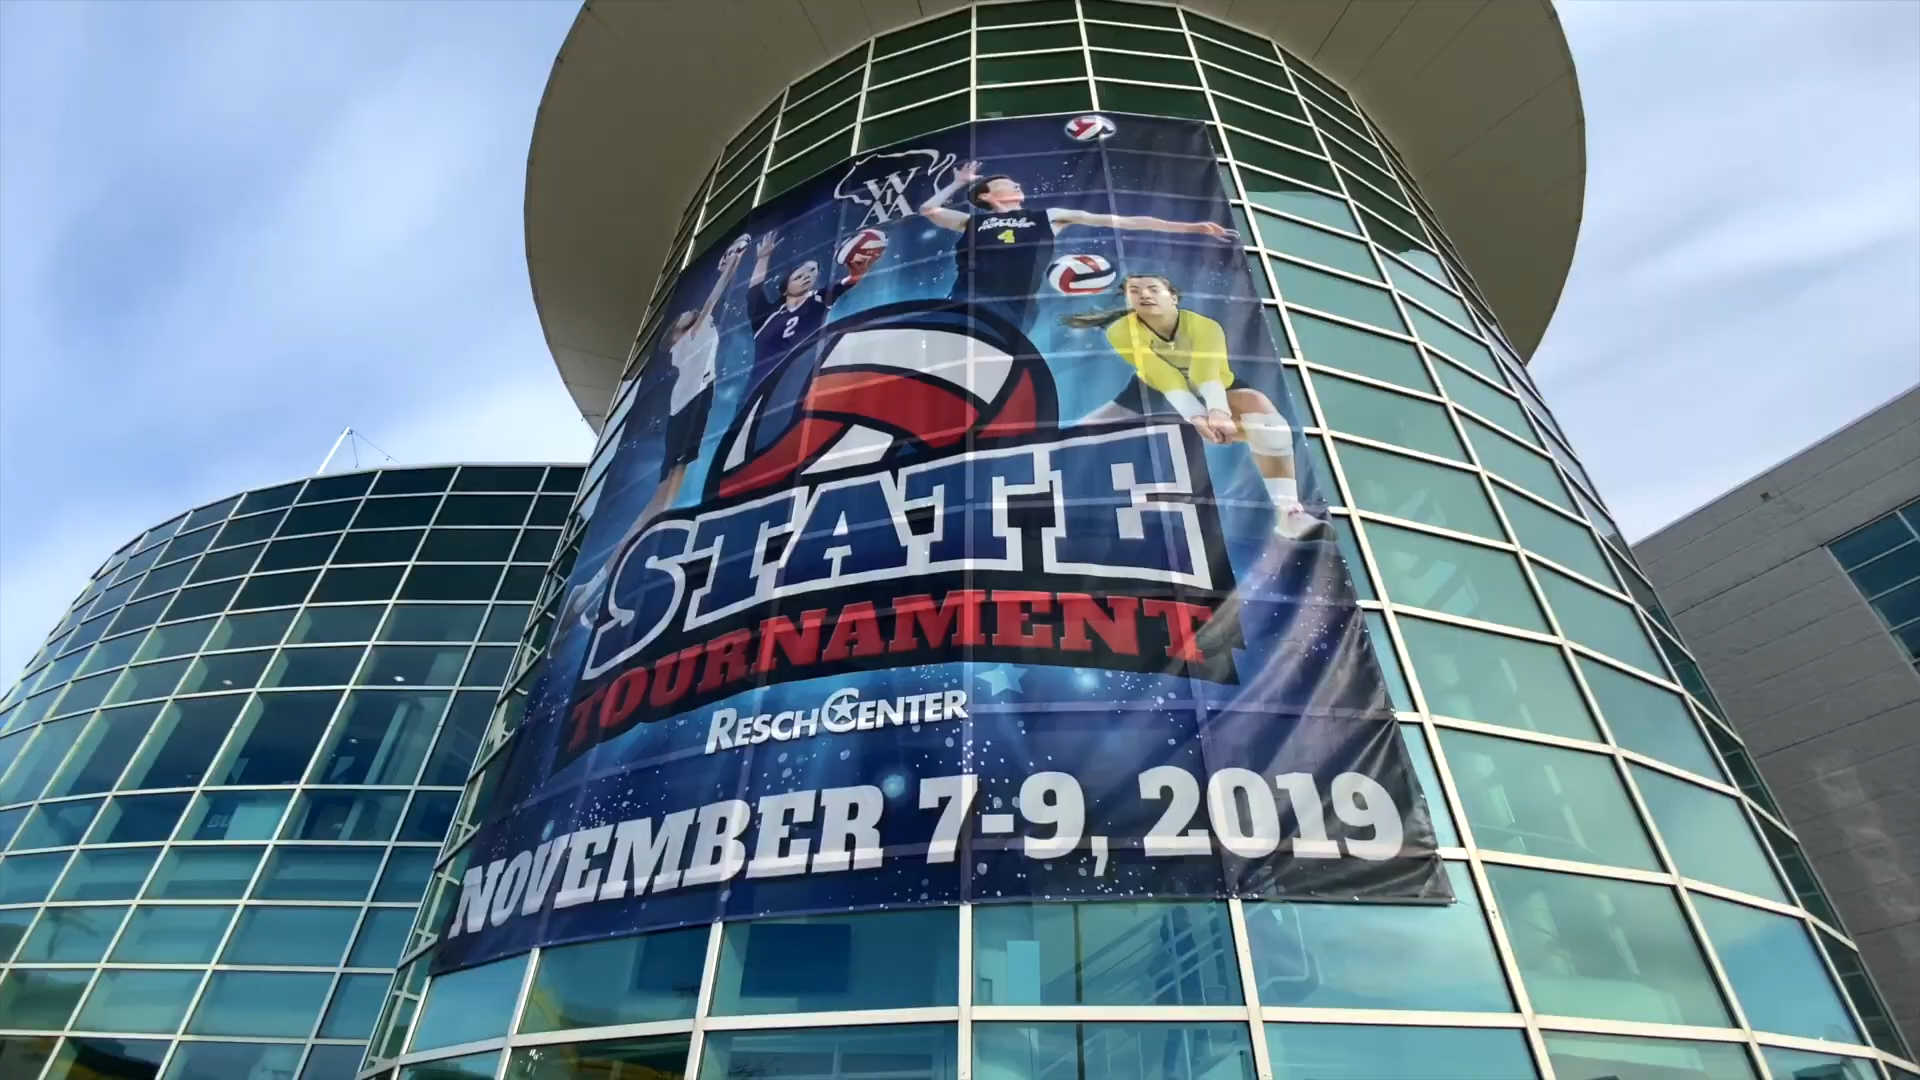 WIAA
4
2
STATE
TOURNAMENT
RESCH CENTER
NOVEMBER 7-9, 2019